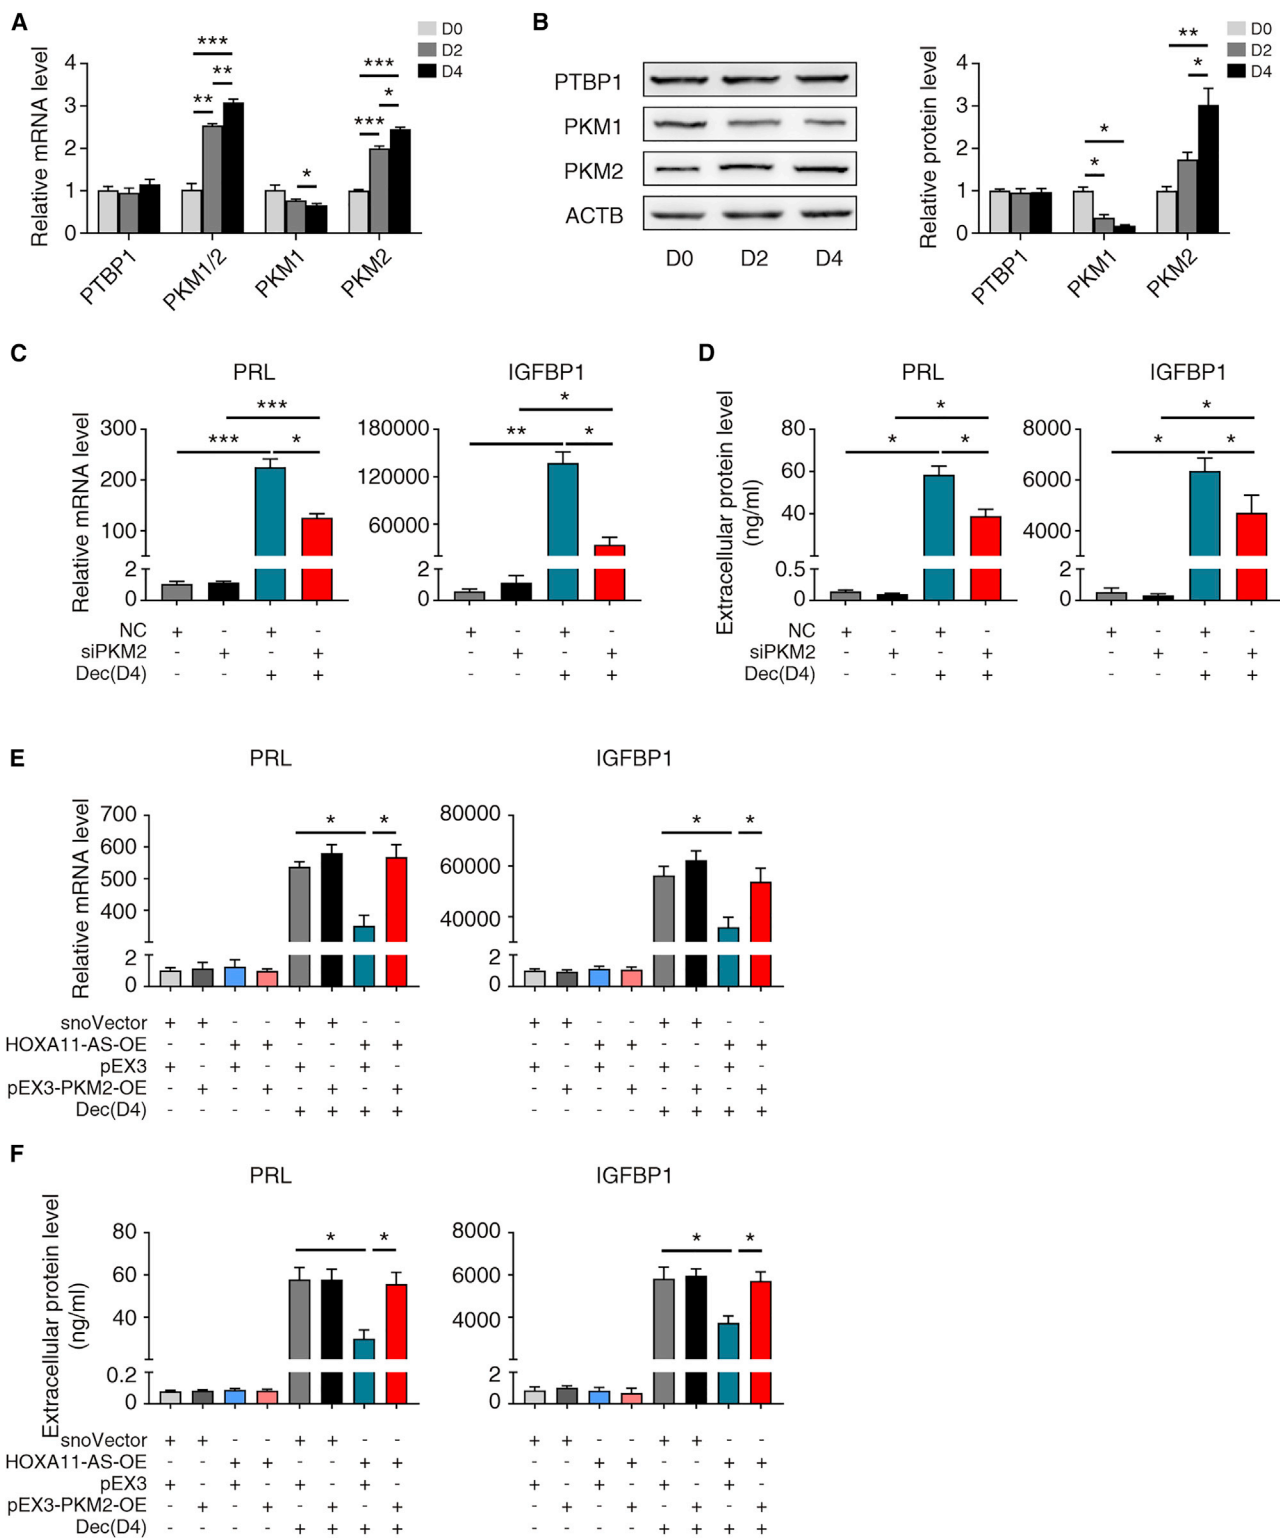 A
Relative mRNA level
4
3
2
1
0
***
**
**
***
***
*
*
D0
D2
D4
PTBP1
PKM1/2
PKM1
PKM2
B
PTBP1
PKM1
PKM2
ACTB
D0 D2 D4
Relative protein level
4
3
2
1
0
*
*
**
*
D0
D2
D4
PTBP1
PKM1
PKM2
C
PRL
Relative mRNA level
300
200
100
2
0
***
***
*
NC + - + -
siPKM2 - + - +
Dec(D4) - - + +
IGFBP1
180000
120000
60000
2
0
*
**
*
+ - + -
- + - +
- - + +
D
PRL
Extracellular protein level
(ng/ml)
80
60
40
0.5
0
*
*
*
NC + - + -
siPKM2 - + - +
Dec(D4) - - + +
IGFBP1
8000
6000
4000
2
0
*
*
*
+ - + -
- + - +
- - + +
E
PRL
Relative mRNA level
700
600
500
400
2
0
* *
snoVector + + - - + + - -
HOXA11-AS-OE - - + + - - + +
pEX3 + - + - + - + -
pEX3-PKM2-OE - + - + - + - +
Dec(D4) - - - - + + + +
IGFBP1
80000
60000
40000
2
0
* *
+ + - - + + - -
- - + + - - + +
+ - + - + - + -
- + - + - + - +
- - - - + + + +
F
PRL
Extracellular protein level
(ng/ml)
80
60
40
0.2
0
* *
snoVector + + - - + + - -
HOXA11-AS-OE - - + + - - + +
pEX3 + - + - + - + -
pEX3-PKM2-OE - + - + - + - +
Dec(D4) - - - - + + + +
IGFBP1
8000
6000
4000
2
0
* *
+ + - - + + - -
- - + + - - + +
+ - + - + - + -
- + - + - + - +
- - - - + + + +